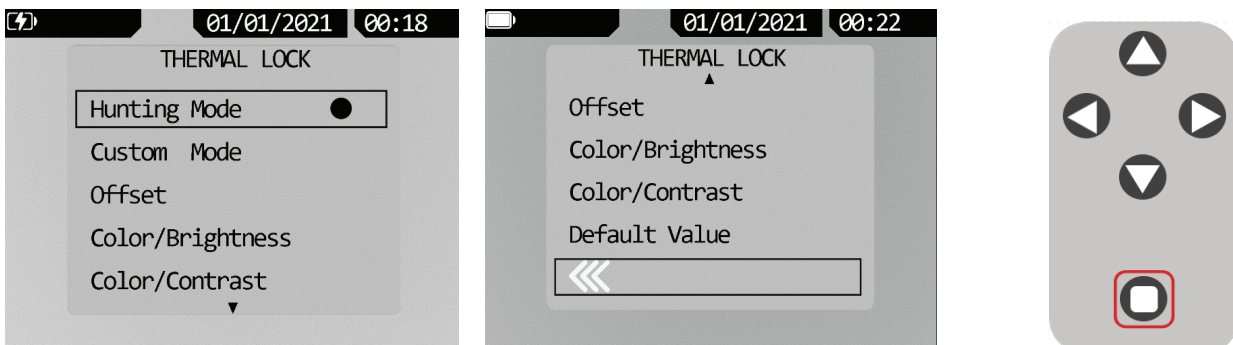 01/01/2021 00:18
THERMAL LOCK
Hunting Mode
Custom Mode
Offset
Color/Brightness
Color/Contrast
01/01/2021 00:22
THERMAL LOCK
Offset
Color/Brightness
Color/Contrast
Default Value